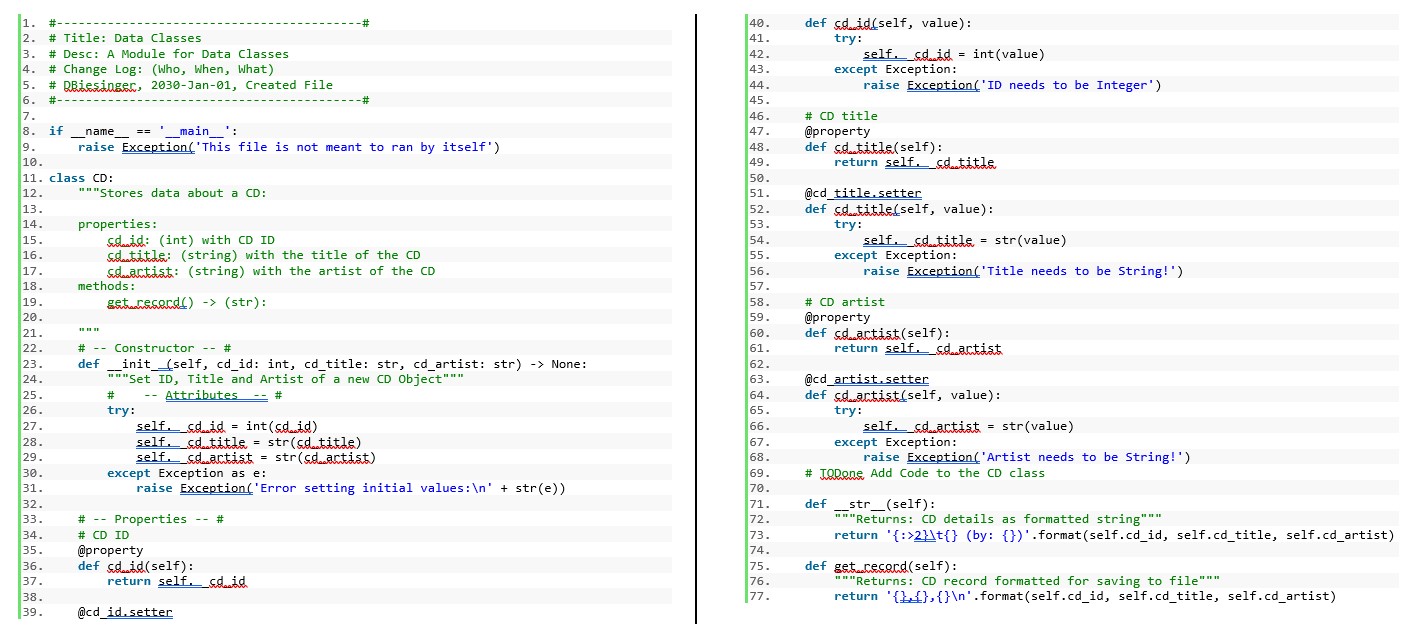 1. #------------------------------------------#
2. # Title: Data Classes
3. # Desc: A Module for Data Classes
4. # Change Log: (Who, When, What)
5. # DBiesinger, 2030-Jan-01, Created File
6. #------------------------------------------#
7.
8. if __name__ == '__main__':
9.     raise Exception('This file is not meant to ran by itself')
10.
11. class CD:
12.     """Stores data about a CD:
13.
14.     properties:
15.         cd_id: (int) with CD ID
16.         cd_title: (string) with the title of the CD
17.         cd_artist: (string) with the artist of the CD
18.     methods:
19.         get_record() -> (str):
20.
21.     """
22.     # -- Constructor -- #
23.     def __init__(self, cd_id: int, cd_title: str, cd_artist: str) -> None:
24.         """Set ID, Title and Artist of a new CD Object"""
25.         #    -- Attributes  -- #
26.         try:
27.             self.__cd_id = int(cd_id)
28.             self.__cd_title = str(cd_title)
29.             self.__cd_artist = str(cd_artist)
30.         except Exception as e:
31.             raise Exception('Error setting initial values:\n' + str(e))
32.
33.     # -- Properties -- #
34.     # CD ID
35.     @property
36.     def cd_id(self):
37.         return self.__cd_id
38.
39.     @cd_id.setter
40.     def cd_id(self, value):
41.         try:
42.             self.__cd_id = int(value)
43.         except Exception:
44.             raise Exception('ID needs to be Integer')
45.
46.     # CD title
47.     @property
48.     def cd_title(self):
49.         return self.__cd_title
50.
51.     @cd_title.setter
52.     def cd_title(self, value):
53.         try:
54.             self.__cd_title = str(value)
55.         except Exception:
56.             raise Exception('Title needs to be String!')
57.
58.     # CD artist
59.     @property
60.     def cd_artist(self):
61.         return self.__cd_artist
62.
63.     @cd_artist.setter
64.     def cd_artist(self, value):
65.         try:
66.             self.__cd_artist = str(value)
67.         except Exception:
68.             raise Exception('Artist needs to be String!')
69.     # TODone Add Code to the CD class
70.
71.     def __str__(self):
72.         """Returns: CD details as formatted string"""
73.         return '{:>2}\t{} (by: {})'.format(self.cd_id, self.cd_title, self.cd_artist)
74.
75.     def get_record(self):
76.         """Returns: CD record formatted for saving to file"""
77.         return '{},{},{}\n'.format(self.cd_id, self.cd_title, self.cd_artist)